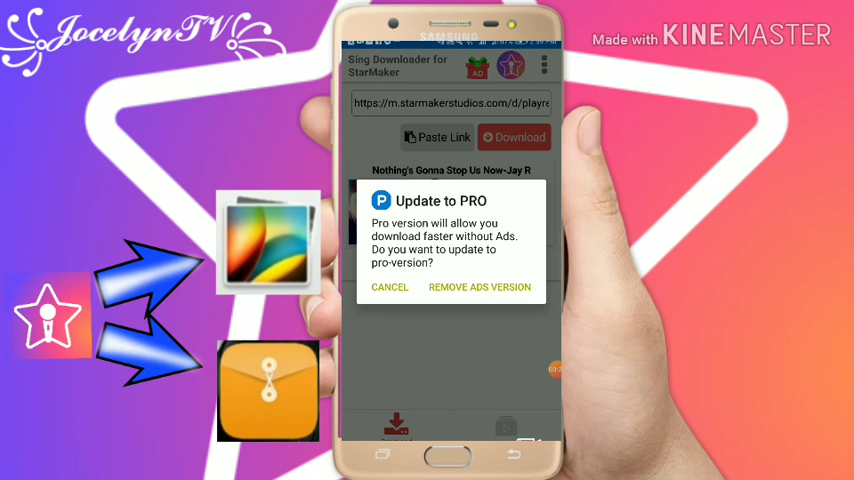 JocelynTV
Made with KINEMASTER
SAMSUNG
Sing Downloader for
StarMaker
AD
https://m.starmakerstudios.com/d/playre
Paste Link
Download
Nothing's Gonna Stop Us Now-Jay R
P Update to PRO
Pro version will allow you
download faster without Ads.
Do you want to update to
pro-version?
CANCEL
REMOVE ADS VERSION